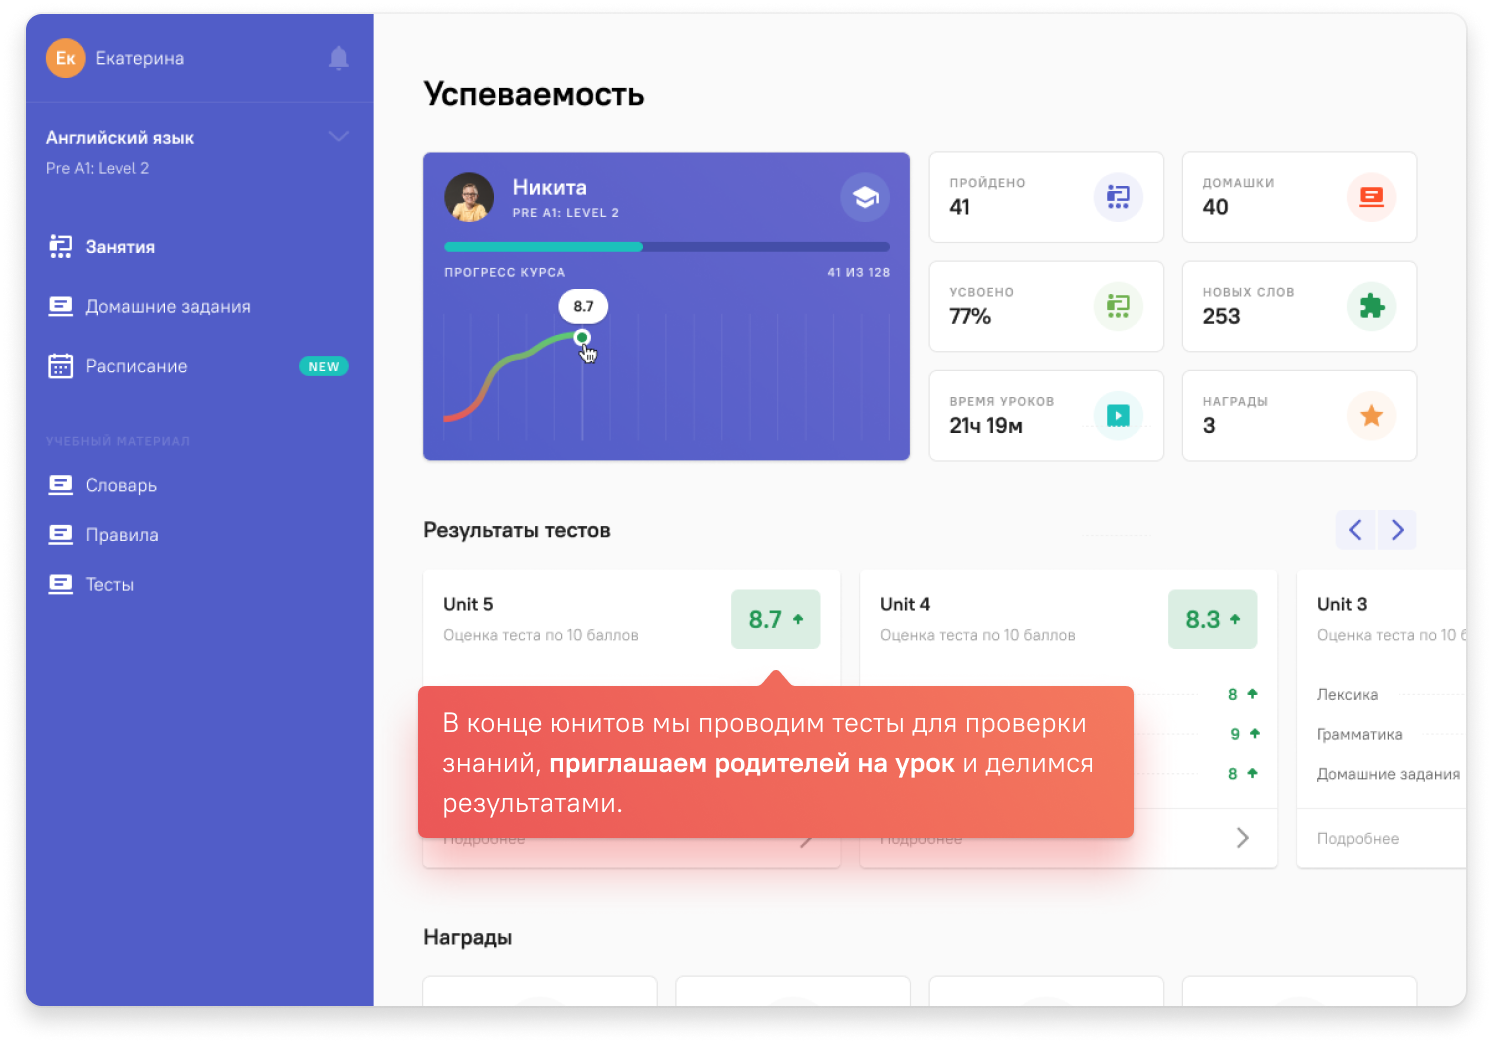 Ек Екатерина
Английский язык
Pre A1: Level 2
Занятия
Домашние задания
Расписание NEW
УЧЕБНЫЙ МАТЕРИАЛ
Словарь
Правила
Тесты
Успеваемость
Никита
PRE A1: LEVEL 2
ПРОГРЕСС КУРСА 41 ИЗ 128
8.7
ПРОЙДЕНО
41
ДОМАШКИ
40
УСВОЕНО
77%
НОВЫХ СЛОВ
253
ВРЕМЯ УРОКОВ
21ч 19м
НАГРАДЫ
3
Результаты тестов
Unit 5
Оценка теста по 10 баллов
8.7
Unit 4
Оценка теста по 10 баллов
8.3
8
9
8
Unit 3
Оценка теста по 10 б
Лексика
Грамматика
Домашние задания
В конце юнитов мы проводим тесты для проверки
знаний, приглашаем родителей на урок и делимся
результатами.
Подробнее
Подробнее
Подробнее
Награды